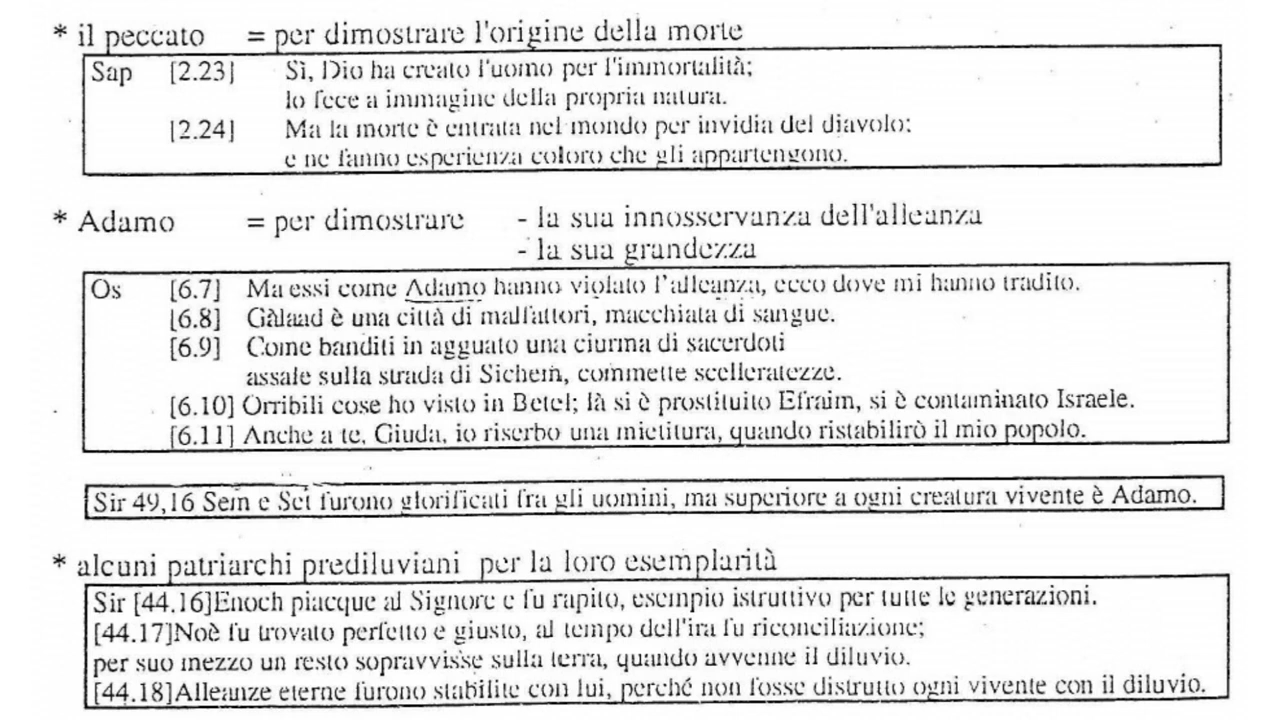 * il peccato = per dimostrare l'origine della morte
Sap [2.23] Sì, Dio ha creato l'uomo per l'immortalità;
lo fece a immagine della propria natura.
[2.24] Ma la morte è entrata nel mondo per invidia del diavolo;
e ne fanno esperienza coloro che gli appartengono.
* Adamo = per dimostrare - la sua innosservanza dell'alleanza
- la sua grandezza
Os [6.7] Ma essi come Adamo hanno violato l'alleanza, ecco dove mi hanno tradito.
[6.8] Gàlaad è una città di malfattori, macchiata di sangue.
[6.9] Come banditi in agguato una ciurma di sacerdoti
assale sulla strada di Sichem, commette scelleratezze.
[6.10] Orribili cose ho visto in Betel; là si è prostituito Efraim, si è contaminato Israele.
[6.11] Anche a te, Giuda, io riserbo una mietitura, quando ristabilirò il mio popolo.
Sir 49,16 Sem e Set furono glorificati fra gli uomini, ma superiore a ogni creatura vivente è Adamo.
* alcuni patriarchi prediluviani per la loro esemplarità
Sir [44.16]Enoch piacque al Signore e fu rapito, esempio istruttivo per tutte le generazioni.
[44.17]Noè fu trovato perfetto e giusto, al tempo dell'ira fu riconciliazione;
per suo mezzo un resto sopravvisse sulla terra, quando avvenne il diluvio.
[44.18]Alleanze eterne furono stabilite con lui, perché non fosse distrutto ogni vivente con il diluvio.